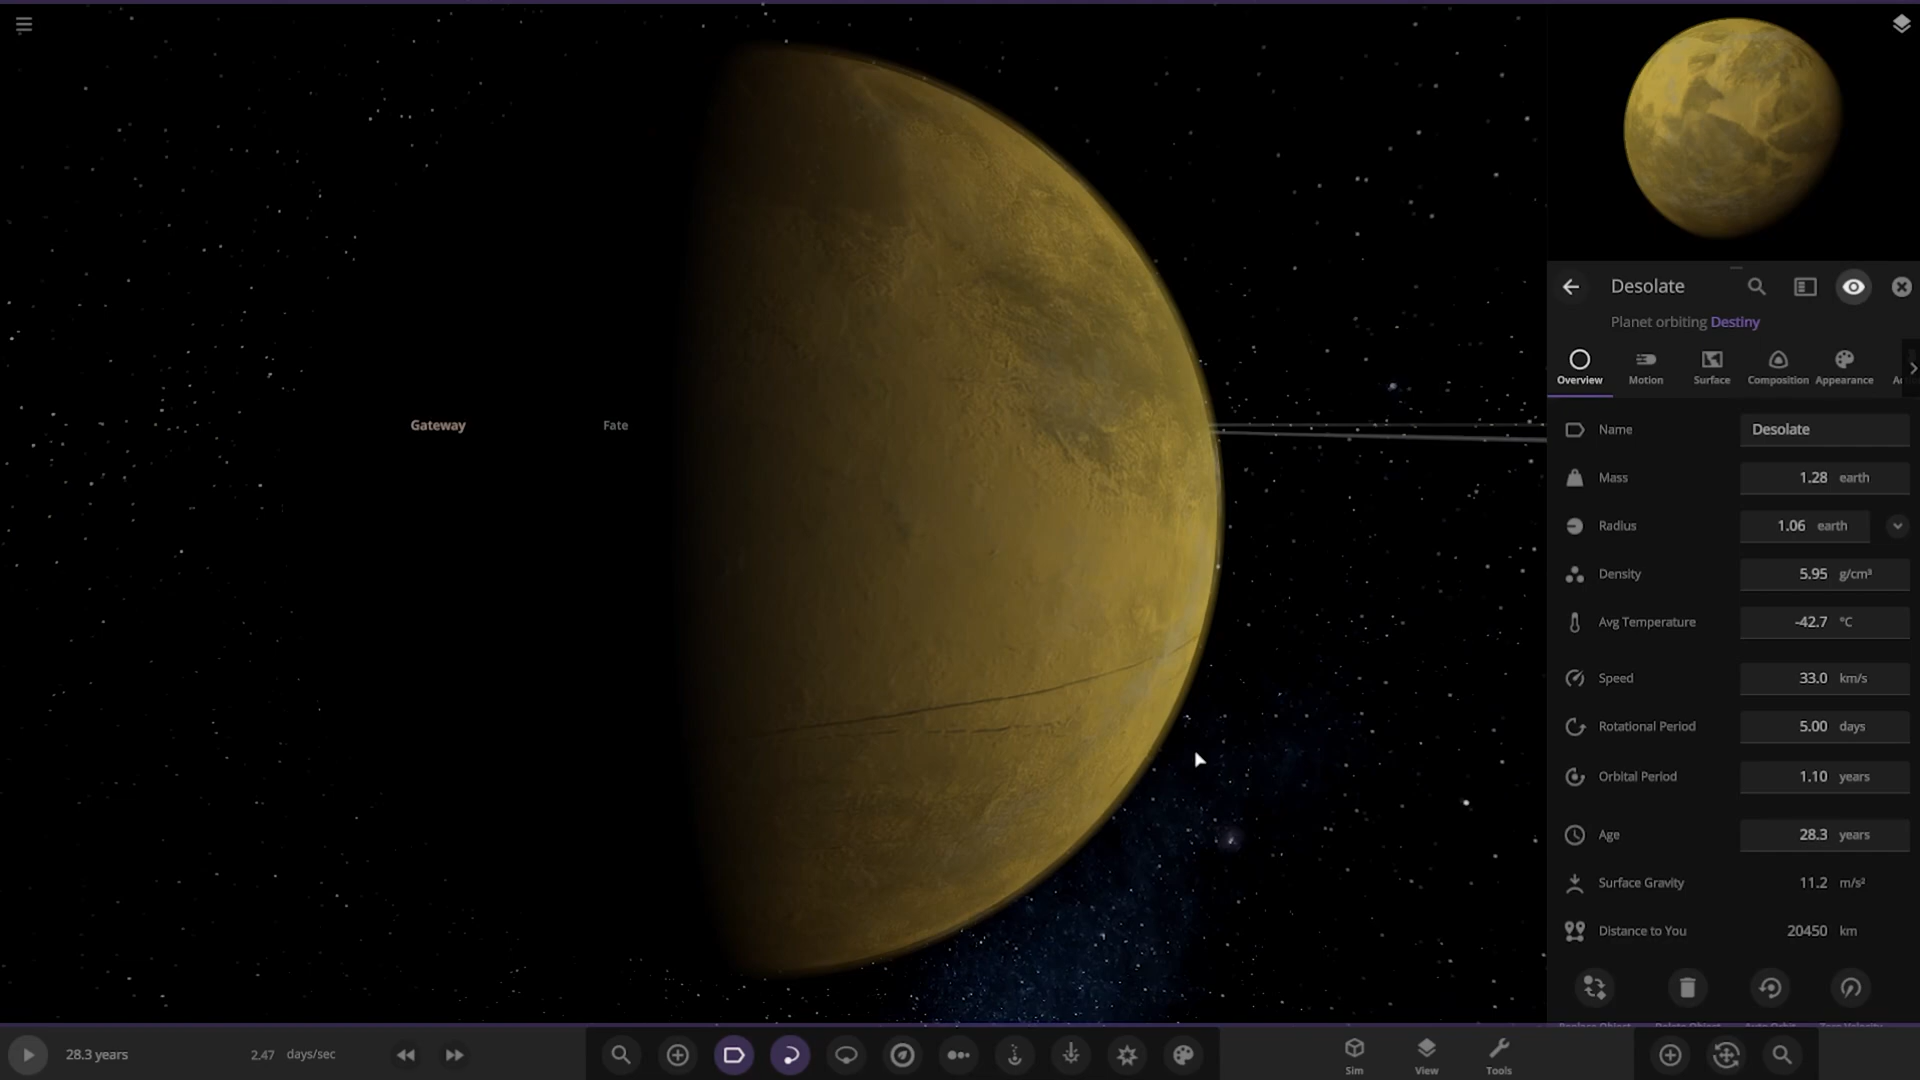 Gateway
Fate
Desolate
Planet orbiting Destiny
Overview Motion Surface Composition Appearance
Name Desolate
Mass 1.28 earth
Radius 1.06 earth
Density 5.95 g/cm³
Avg Temperature -42.7 °C
Speed 33.0 km/s
Rotational Period 5.00 days
Orbital Period 1.10 years
Age 28.3 years
Surface Gravity 11.2 m/s²
Distance to You 20450 km
28.3 years 2.47 days/sec
Sim View Tools